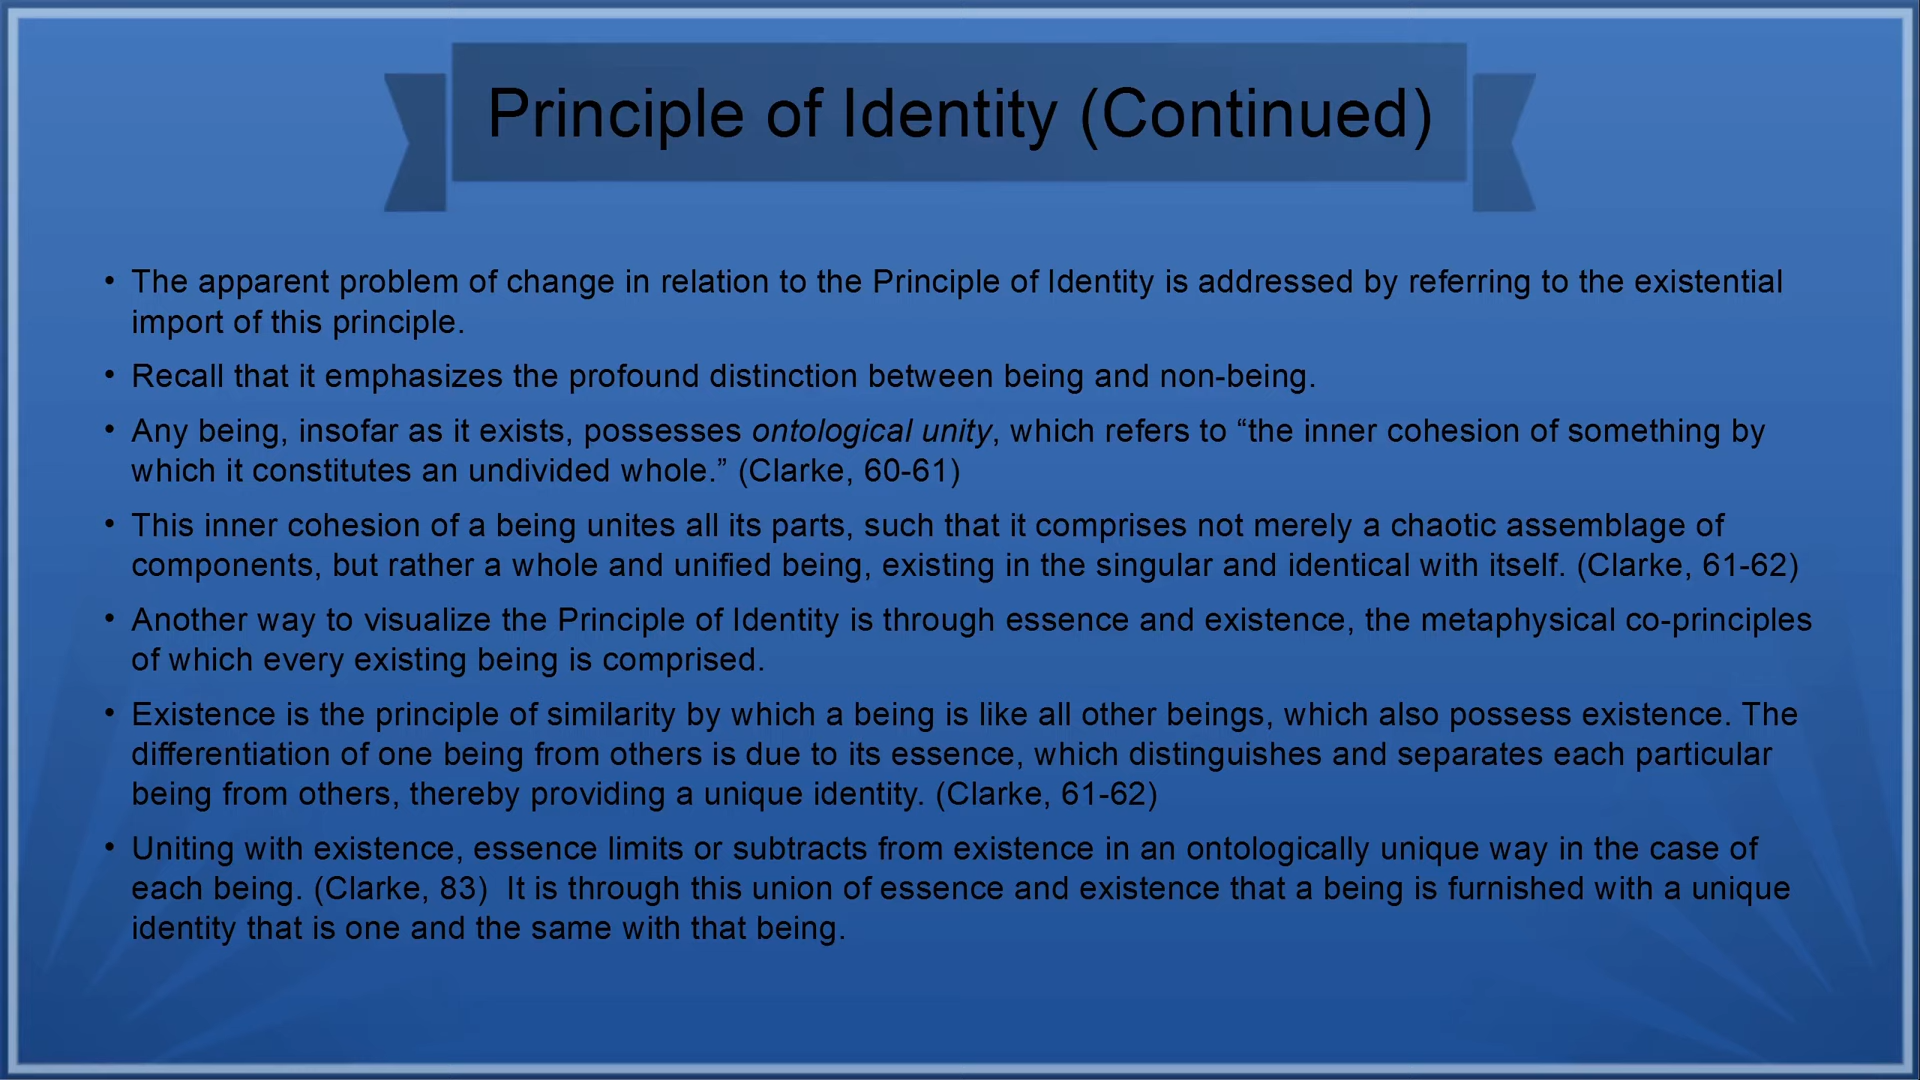 Principle of Identity (Continued)
• The apparent problem of change in relation to the Principle of Identity is addressed by referring to the existential
import of this principle.
• Recall that it emphasizes the profound distinction between being and non-being.
• Any being, insofar as it exists, possesses ontological unity, which refers to “the inner cohesion of something by
which it constitutes an undivided whole.” (Clarke, 60-61)
• This inner cohesion of a being unites all its parts, such that it comprises not merely a chaotic assemblage of
components, but rather a whole and unified being, existing in the singular and identical with itself. (Clarke, 61-62)
• Another way to visualize the Principle of Identity is through essence and existence, the metaphysical co-principles
of which every existing being is comprised.
• Existence is the principle of similarity by which a being is like all other beings, which also possess existence. The
differentiation of one being from others is due to its essence, which distinguishes and separates each particular
being from others, thereby providing a unique identity. (Clarke, 61-62)
• Uniting with existence, essence limits or subtracts from existence in an ontologically unique way in the case of
each being. (Clarke, 83)  It is through this union of essence and existence that a being is furnished with a unique
identity that is one and the same with that being.